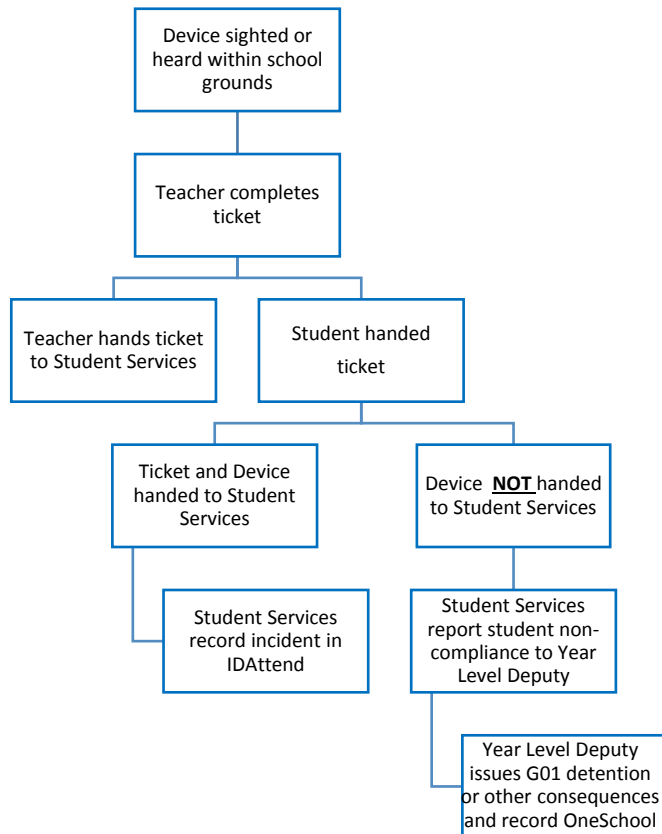 Device sighted or
heard within school
grounds
Teacher completes
ticket
Teacher hands ticket
to Student Services
Student handed
ticket
Ticket and Device
handed to Student
Services
Device NOT handed
to Student Services
Student Services
record incident in
IDAttend
Student Services
report student non-
compliance to Year
Level Deputy
Year Level Deputy
issues G01 detention
or other consequences
and record OneSchool